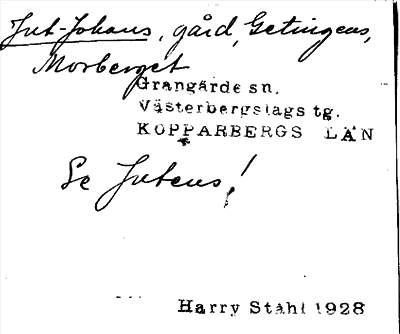 Jut-Johans, gård, Getingens,
Morberget
Grangärde sn.
Västerbergslags tg.
KOPPARBERGS LÄN
Se Jutens!
Harry Ståhl 1928